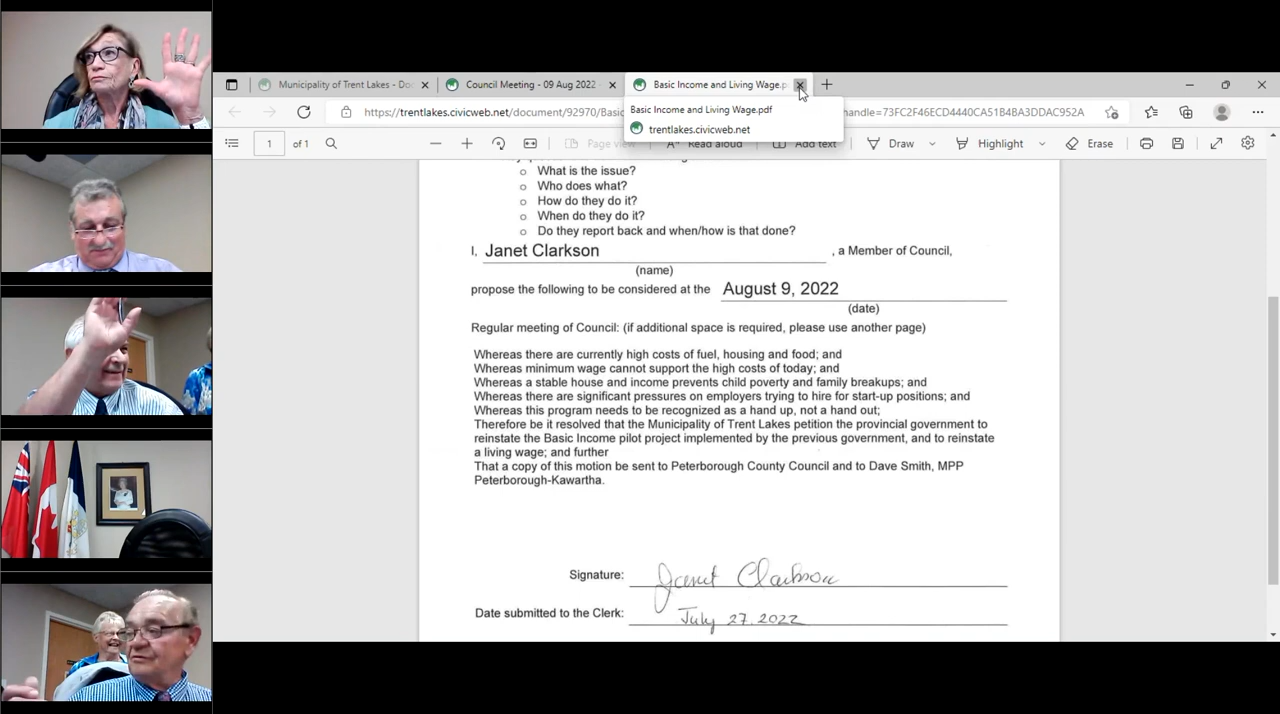 Municipality of Trent Lakes - Do
Council Meeting - 09 Aug 2022
Basic Income and Living Wage.p
Basic Income and Living Wage.pdf
trentlakes.civicweb.net
https://trentlakes.civicweb.net/document/92970/Basi
handle=73FC2F46ECD4440CA51B4BA3DDAC952A
1 of 1
Page view
Read aloud
Add text
Draw
Highlight
Erase
What is the issue?
Who does what?
How do they do it?
When do they do it?
Do they report back and when/how is that done?
I, Janet Clarkson, a Member of Council,
(name)
propose the following to be considered at the August 9, 2022
(date)
Regular meeting of Council: (if additional space is required, please use another page)
Whereas there are currently high costs of fuel, housing and food; and
Whereas minimum wage cannot support the high costs of today; and
Whereas a stable house and income prevents child poverty and family breakups; and
Whereas there are significant pressures on employers trying to hire for start-up positions; and
Whereas this program needs to be recognized as a hand up, not a hand out;
Therefore be it resolved that the Municipality of Trent Lakes petition the provincial government to
reinstate the Basic Income pilot project implemented by the previous government, and to reinstate
a living wage; and further
That a copy of this motion be sent to Peterborough County Council and to Dave Smith, MPP
Peterborough-Kawartha.
Signature: Janet Clarkson
Date submitted to the Clerk: July 27, 2022